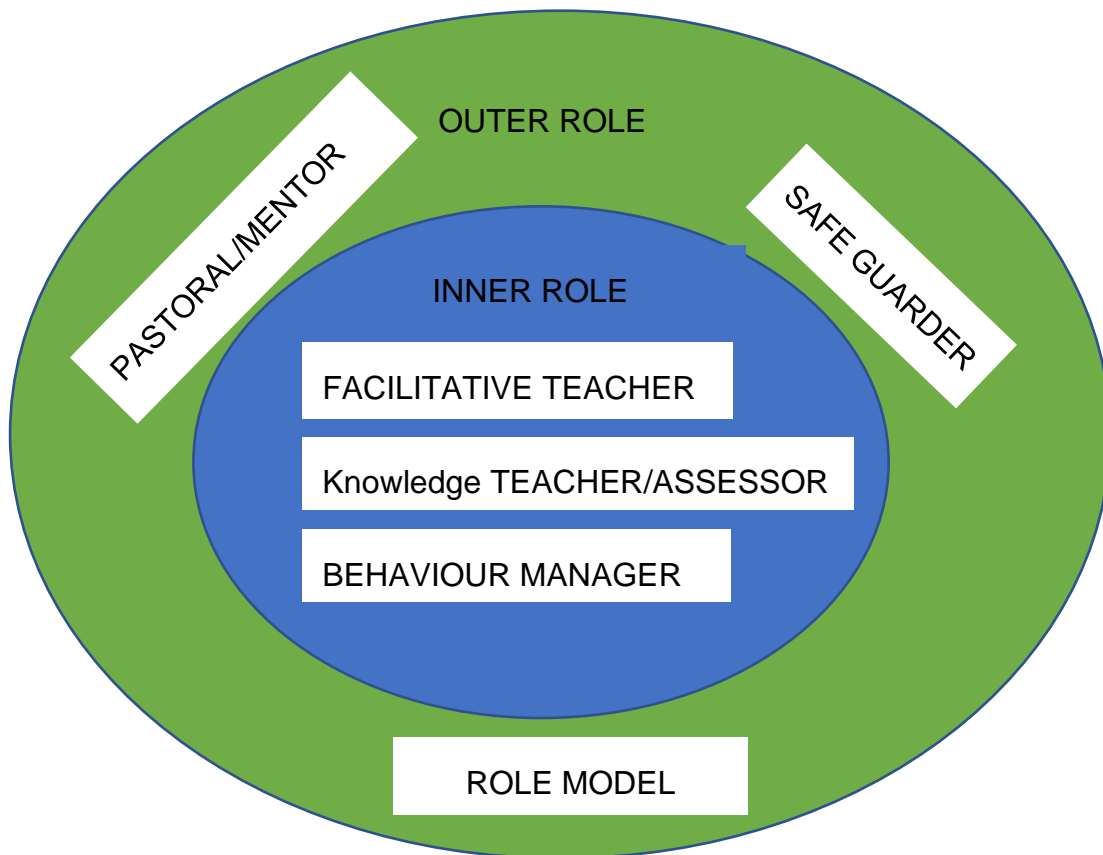 OUTER ROLE
PASTORAL/MENTOR
SAFE GUARDER
INNER ROLE
FACILITATIVE TEACHER
Knowledge TEACHER/ASSESSOR
BEHAVIOUR MANAGER
ROLE MODEL